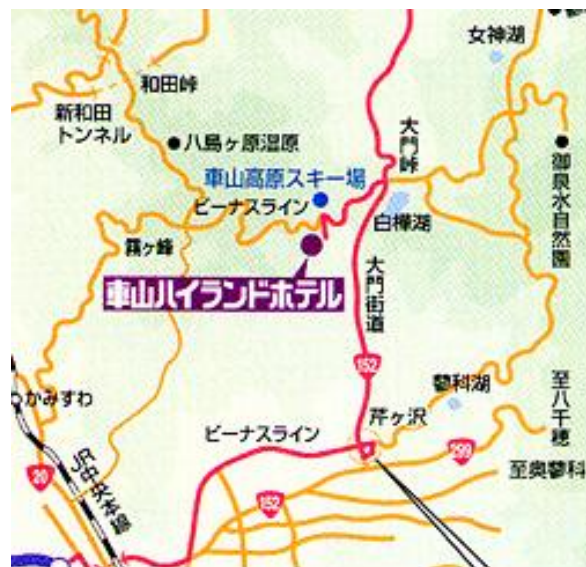 女神湖
和田峠
新和田
トンネル
八島ヶ原湿原
大門峠
御泉水自然園
車山高原スキー場
ビーナスライン
白樺湖
霧ヶ峰
車山ハイランドホテル
大門街道
152
蓼科湖
至八千穂
かみすわ
芹ヶ沢
ビーナスライン
299
至奥蓼科
20
JR中央本線
152